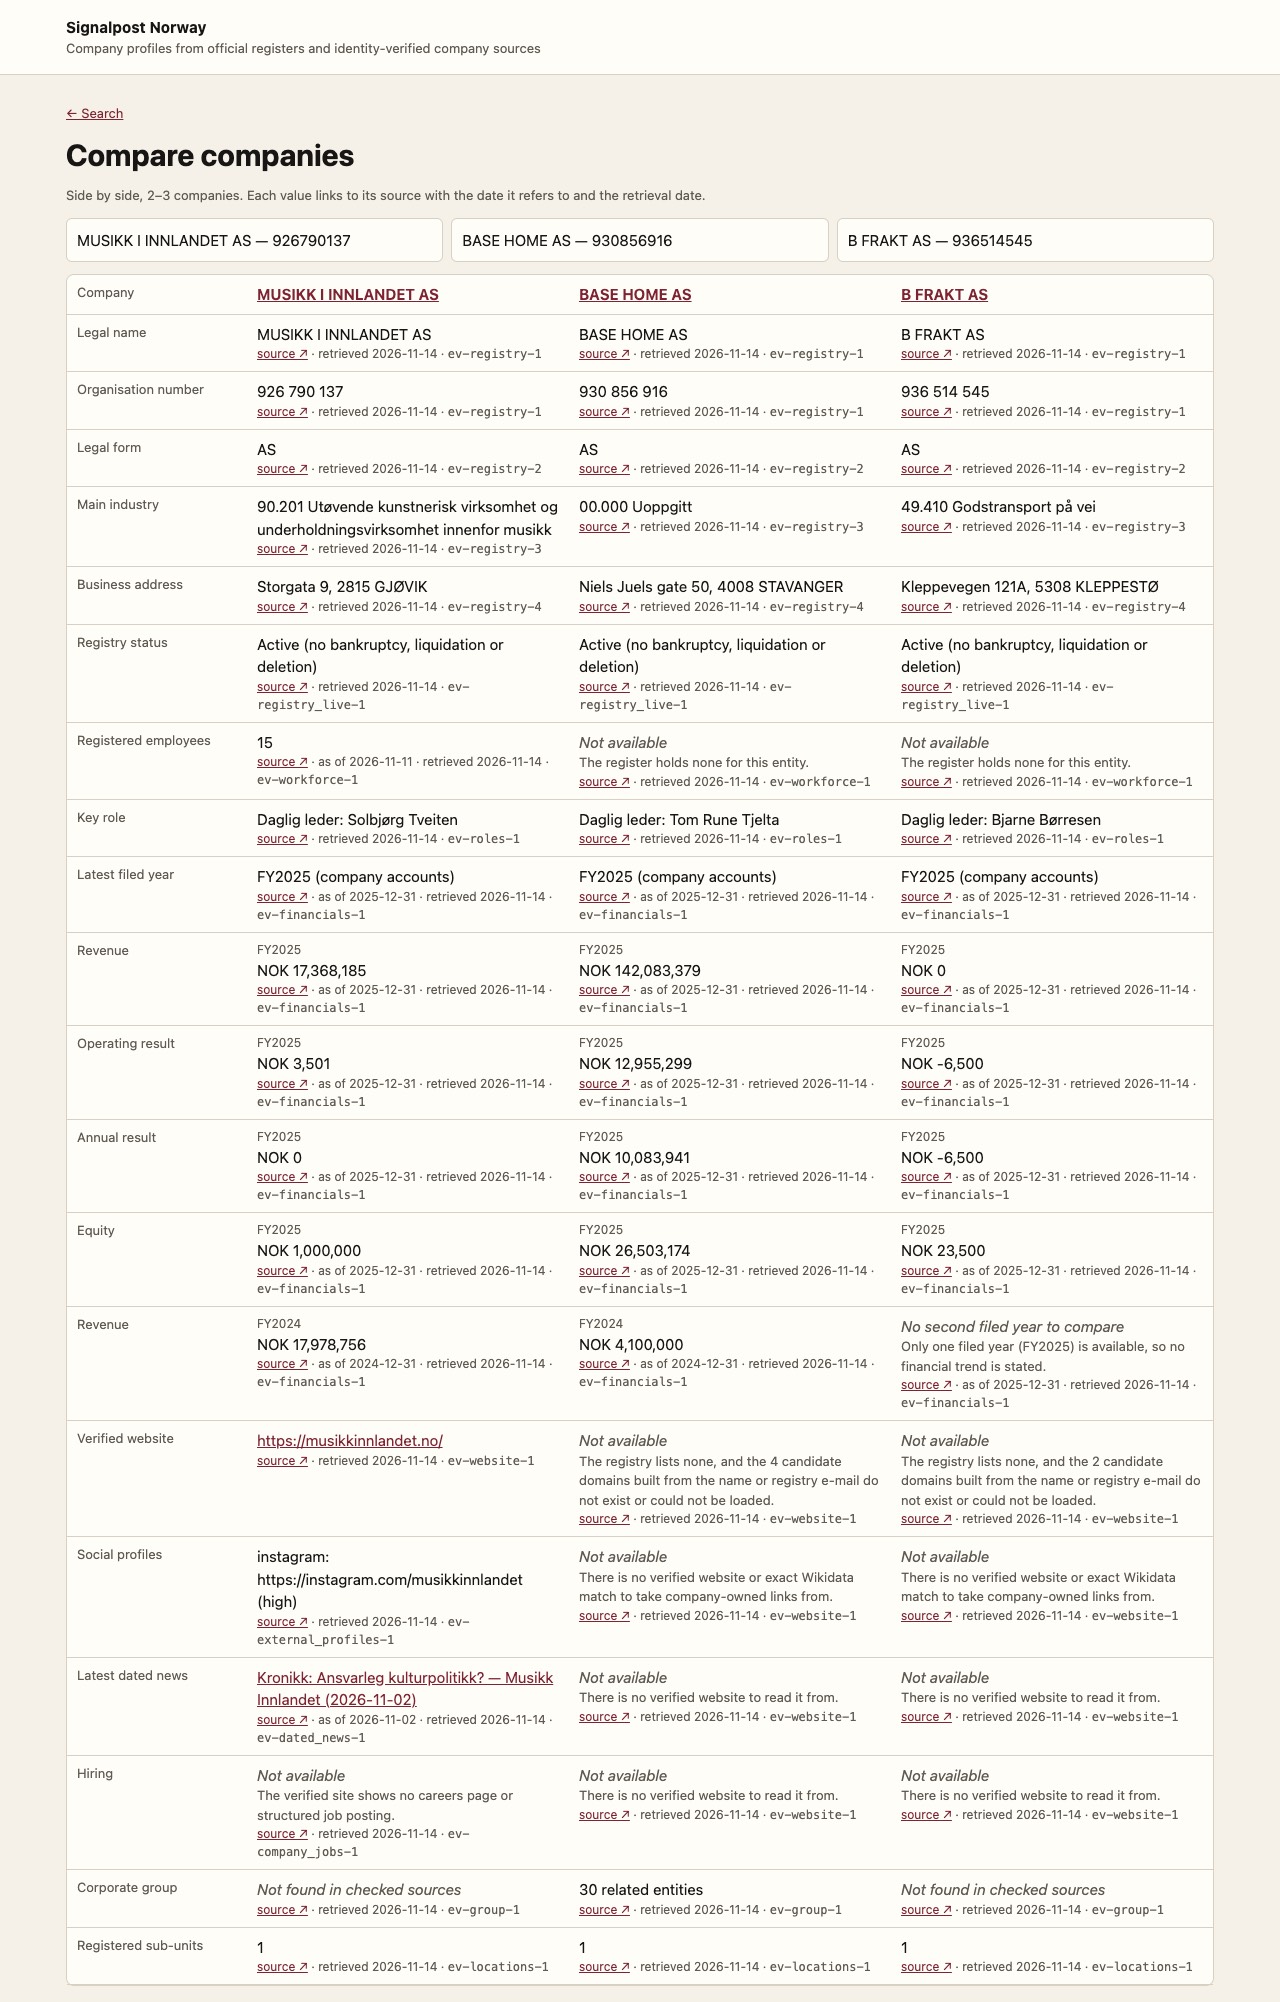 Signalpost Norway
Company profiles from official registers and identity-verified company sources
← Search
Compare companies
Side by side, 2–3 companies. Each value links to its source with the date it refers to and the retrieval date.
MUSIKK I INNLANDET AS — 926790137
BASE HOME AS — 930856916
B FRAKT AS — 936514545
Company
MUSIKK I INNLANDET AS
BASE HOME AS
B FRAKT AS
Legal name
MUSIKK I INNLANDET AS
source ↗ · retrieved 2026-11-14 · ev-registry-1
BASE HOME AS
source ↗ · retrieved 2026-11-14 · ev-registry-1
B FRAKT AS
source ↗ · retrieved 2026-11-14 · ev-registry-1
Organisation number
926 790 137
source ↗ · retrieved 2026-11-14 · ev-registry-1
930 856 916
source ↗ · retrieved 2026-11-14 · ev-registry-1
936 514 545
source ↗ · retrieved 2026-11-14 · ev-registry-1
Legal form
AS
source ↗ · retrieved 2026-11-14 · ev-registry-2
AS
source ↗ · retrieved 2026-11-14 · ev-registry-2
AS
source ↗ · retrieved 2026-11-14 · ev-registry-2
Main industry
90.201 Utøvende kunstnerisk virksomhet og
underholdningsvirksomhet innenfor musikk
source ↗ · retrieved 2026-11-14 · ev-registry-3
00.000 Uoppgitt
source ↗ · retrieved 2026-11-14 · ev-registry-3
49.410 Godstransport på vei
source ↗ · retrieved 2026-11-14 · ev-registry-3
Business address
Storgata 9, 2815 GJØVIK
source ↗ · retrieved 2026-11-14 · ev-registry-4
Niels Juels gate 50, 4008 STAVANGER
source ↗ · retrieved 2026-11-14 · ev-registry-4
Kleppevegen 121A, 5308 KLEPPESTØ
source ↗ · retrieved 2026-11-14 · ev-registry-4
Registry status
Active (no bankruptcy, liquidation or
deletion)
source ↗ · retrieved 2026-11-14 · ev-
registry_live-1
Active (no bankruptcy, liquidation or
deletion)
source ↗ · retrieved 2026-11-14 · ev-
registry_live-1
Active (no bankruptcy, liquidation or
deletion)
source ↗ · retrieved 2026-11-14 · ev-
registry_live-1
Registered employees
15
source ↗ · as of 2026-11-11 · retrieved 2026-11-14 ·
ev-workforce-1
Not available
The register holds none for this entity.
source ↗ · retrieved 2026-11-14 · ev-workforce-1
Not available
The register holds none for this entity.
source ↗ · retrieved 2026-11-14 · ev-workforce-1
Key role
Daglig leder: Solbjørg Tveiten
source ↗ · retrieved 2026-11-14 · ev-roles-1
Daglig leder: Tom Rune Tjelta
source ↗ · retrieved 2026-11-14 · ev-roles-1
Daglig leder: Bjarne Børresen
source ↗ · retrieved 2026-11-14 · ev-roles-1
Latest filed year
FY2025 (company accounts)
source ↗ · as of 2025-12-31 · retrieved 2026-11-14 ·
ev-financials-1
FY2025 (company accounts)
source ↗ · as of 2025-12-31 · retrieved 2026-11-14 ·
ev-financials-1
FY2025 (company accounts)
source ↗ · as of 2025-12-31 · retrieved 2026-11-14 ·
ev-financials-1
Revenue
FY2025
NOK 17,368,185
source ↗ · as of 2025-12-31 · retrieved 2026-11-14 ·
ev-financials-1
FY2025
NOK 142,083,379
source ↗ · as of 2025-12-31 · retrieved 2026-11-14 ·
ev-financials-1
FY2025
NOK 0
source ↗ · as of 2025-12-31 · retrieved 2026-11-14 ·
ev-financials-1
Operating result
FY2025
NOK 3,501
source ↗ · as of 2025-12-31 · retrieved 2026-11-14 ·
ev-financials-1
FY2025
NOK 12,955,299
source ↗ · as of 2025-12-31 · retrieved 2026-11-14 ·
ev-financials-1
FY2025
NOK -6,500
source ↗ · as of 2025-12-31 · retrieved 2026-11-14 ·
ev-financials-1
Annual result
FY2025
NOK 0
source ↗ · as of 2025-12-31 · retrieved 2026-11-14 ·
ev-financials-1
FY2025
NOK 10,083,941
source ↗ · as of 2025-12-31 · retrieved 2026-11-14 ·
ev-financials-1
FY2025
NOK -6,500
source ↗ · as of 2025-12-31 · retrieved 2026-11-14 ·
ev-financials-1
Equity
FY2025
NOK 1,000,000
source ↗ · as of 2025-12-31 · retrieved 2026-11-14 ·
ev-financials-1
FY2025
NOK 26,503,174
source ↗ · as of 2025-12-31 · retrieved 2026-11-14 ·
ev-financials-1
FY2025
NOK 23,500
source ↗ · as of 2025-12-31 · retrieved 2026-11-14 ·
ev-financials-1
Revenue
FY2024
NOK 17,978,756
source ↗ · as of 2024-12-31 · retrieved 2026-11-14 ·
ev-financials-1
FY2024
NOK 4,100,000
source ↗ · as of 2024-12-31 · retrieved 2026-11-14 ·
ev-financials-1
No second filed year to compare
Only one filed year (FY2025) is available, so no
financial trend is stated.
source ↗ · as of 2025-12-31 · retrieved 2026-11-14 ·
ev-financials-1
Verified website
https://musikkinnlandet.no/
source ↗ · retrieved 2026-11-14 · ev-website-1
Not available
The registry lists none, and the 4 candidate
domains built from the name or registry e-mail do
not exist or could not be loaded.
source ↗ · retrieved 2026-11-14 · ev-website-1
Not available
The registry lists none, and the 2 candidate
domains built from the name or registry e-mail do
not exist or could not be loaded.
source ↗ · retrieved 2026-11-14 · ev-website-1
Social profiles
instagram:
https://instagram.com/musikkinnlandet
(high)
source ↗ · retrieved 2026-11-14 · ev-
external_profiles-1
Not available
There is no verified website or exact Wikidata
match to take company-owned links from.
source ↗ · retrieved 2026-11-14 · ev-website-1
Not available
There is no verified website or exact Wikidata
match to take company-owned links from.
source ↗ · retrieved 2026-11-14 · ev-website-1
Latest dated news
Kronikk: Ansvarleg kulturpolitikk? — Musikk
Innlandet (2026-11-02)
source ↗ · as of 2026-11-02 · retrieved 2026-11-14 ·
ev-dated_news-1
Not available
There is no verified website to read it from.
source ↗ · retrieved 2026-11-14 · ev-website-1
Not available
There is no verified website to read it from.
source ↗ · retrieved 2026-11-14 · ev-website-1
Hiring
Not available
The verified site shows no careers page or
structured job posting.
source ↗ · retrieved 2026-11-14 · ev-
company_jobs-1
Not available
There is no verified website to read it from.
source ↗ · retrieved 2026-11-14 · ev-website-1
Not available
There is no verified website to read it from.
source ↗ · retrieved 2026-11-14 · ev-website-1
Corporate group
Not found in checked sources
source ↗ · retrieved 2026-11-14 · ev-group-1
30 related entities
source ↗ · retrieved 2026-11-14 · ev-group-1
Not found in checked sources
source ↗ · retrieved 2026-11-14 · ev-group-1
Registered sub-units
1
source ↗ · retrieved 2026-11-14 · ev-locations-1
1
source ↗ · retrieved 2026-11-14 · ev-locations-1
1
source ↗ · retrieved 2026-11-14 · ev-locations-1